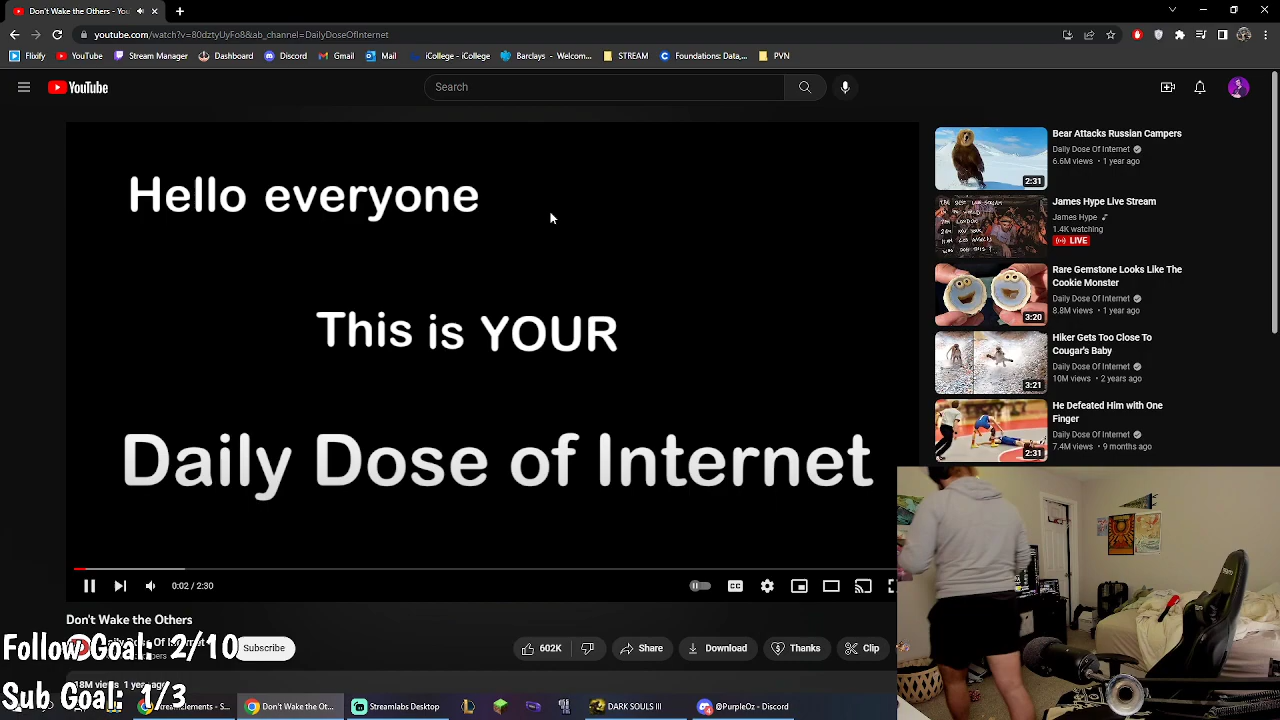 Don't Wake the Others - You
youtube.com/watch?v=80dztyUyFo8&ab_channel=DailyDoseOfInternet
Flixify
YouTube
Stream Manager
Dashboard
Discord
Gmail
Mail
iCollege - iCollege
Barclays - Welcom...
STREAM
Foundations: Data,...
PVN
YouTube
Search
Hello everyone
This is YOUR
Daily Dose of Internet
0:02 / 2:30
CC
Don't Wake the Others
Subscribe
602K
Share
Download
Thanks
Clip
Follow Goal: 2/10
Sub Goal: 1/3
1 year ago
Bear Attacks Russian Campers
Daily Dose Of Internet
6.6M views • 1 year ago
2:31
James Hype Live Stream
James Hype
1.4K watching
LIVE
Rare Gemstone Looks Like The
Cookie Monster
Daily Dose Of Internet
8.8M views • 1 year ago
3:20
Hiker Gets Too Close To
Cougar's Baby
Daily Dose Of Internet
10M views • 2 years ago
3:21
He Defeated Him with One
Finger
Daily Dose Of Internet
7.4M views • 9 months ago
2:31
Don't Wake the Ot...
Streamlabs Desktop
DARK SOULS III
@PurpleOz - Discord